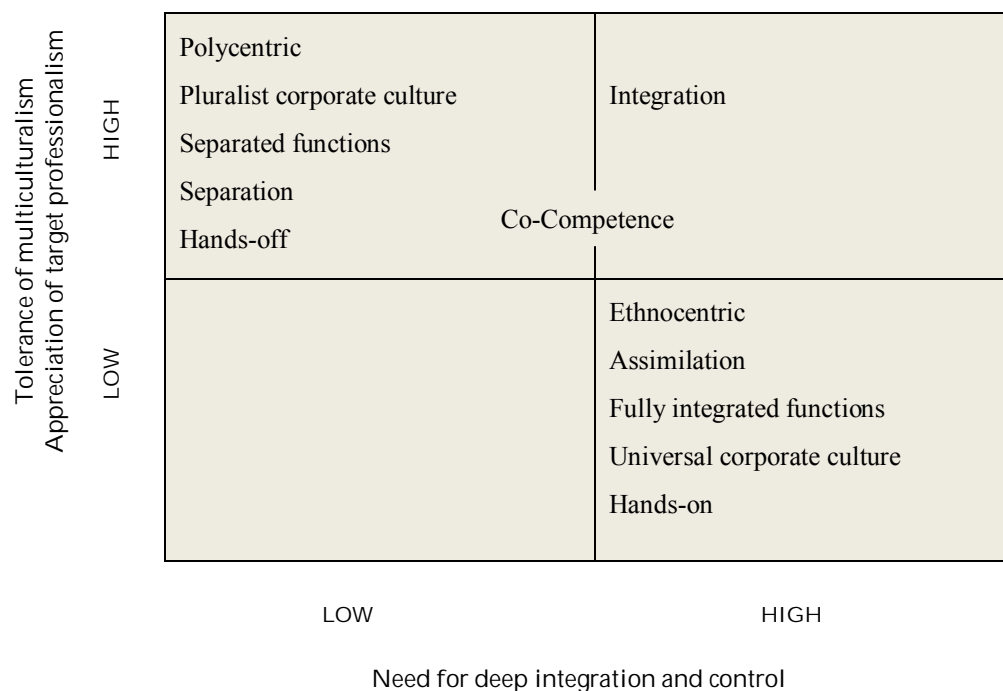 Tolerance of multiculturalism
Appreciation of target professionalism
HIGH
LOW
Polycentric
Pluralist corporate culture
Separated functions
Separation
Hands-off
Integration
Co-Competence
Ethnocentric
Assimilation
Fully integrated functions
Universal corporate culture
Hands-on
LOW
HIGH
Need for deep integration and control